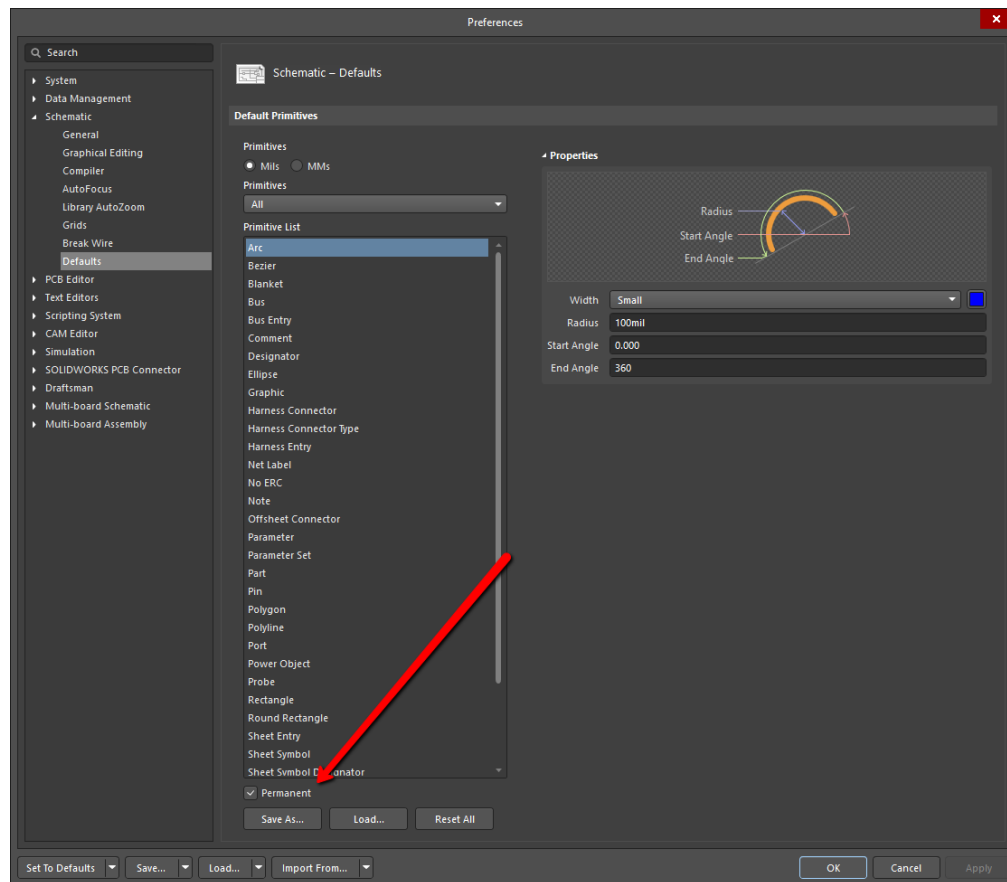 Preferences
Search
System
Data Management
Schematic
General
Graphical Editing
Compiler
AutoFocus
Library AutoZoom
Grids
Break Wire
Defaults
PCB Editor
Text Editors
Scripting System
CAM Editor
Simulation
SOLIDWORKS PCB Connector
Draftsman
Multi-board Schematic
Multi-board Assembly
Schematic – Defaults
Default Primitives
Primitives
Mils MMs
Primitives
All
Primitive List
Arc
Bezier
Blanket
Bus
Bus Entry
Comment
Designator
Ellipse
Graphic
Harness Connector
Harness Connector Type
Harness Entry
Net Label
No ERC
Note
Offsheet Connector
Parameter
Parameter Set
Part
Pin
Polygon
Polyline
Port
Power Object
Probe
Rectangle
Round Rectangle
Sheet Entry
Sheet Symbol
Sheet Symbol Designator
Permanent
Save As... Load... Reset All
Properties
Radius
Start Angle
End Angle
Width Small
Radius 100mil
Start Angle 0.000
End Angle 360
Set To Defaults Save... Load... Import From... OK Cancel Apply